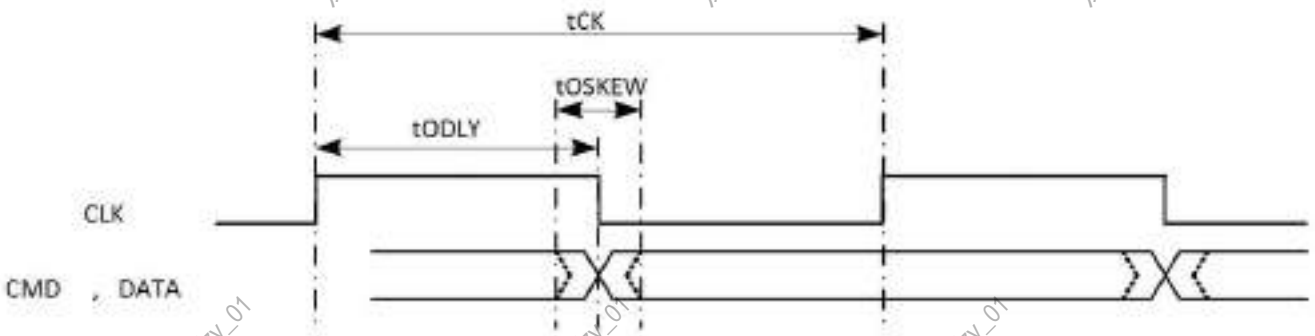 tCK
tOSKEW
tODLY
CLK
CMD , DATA